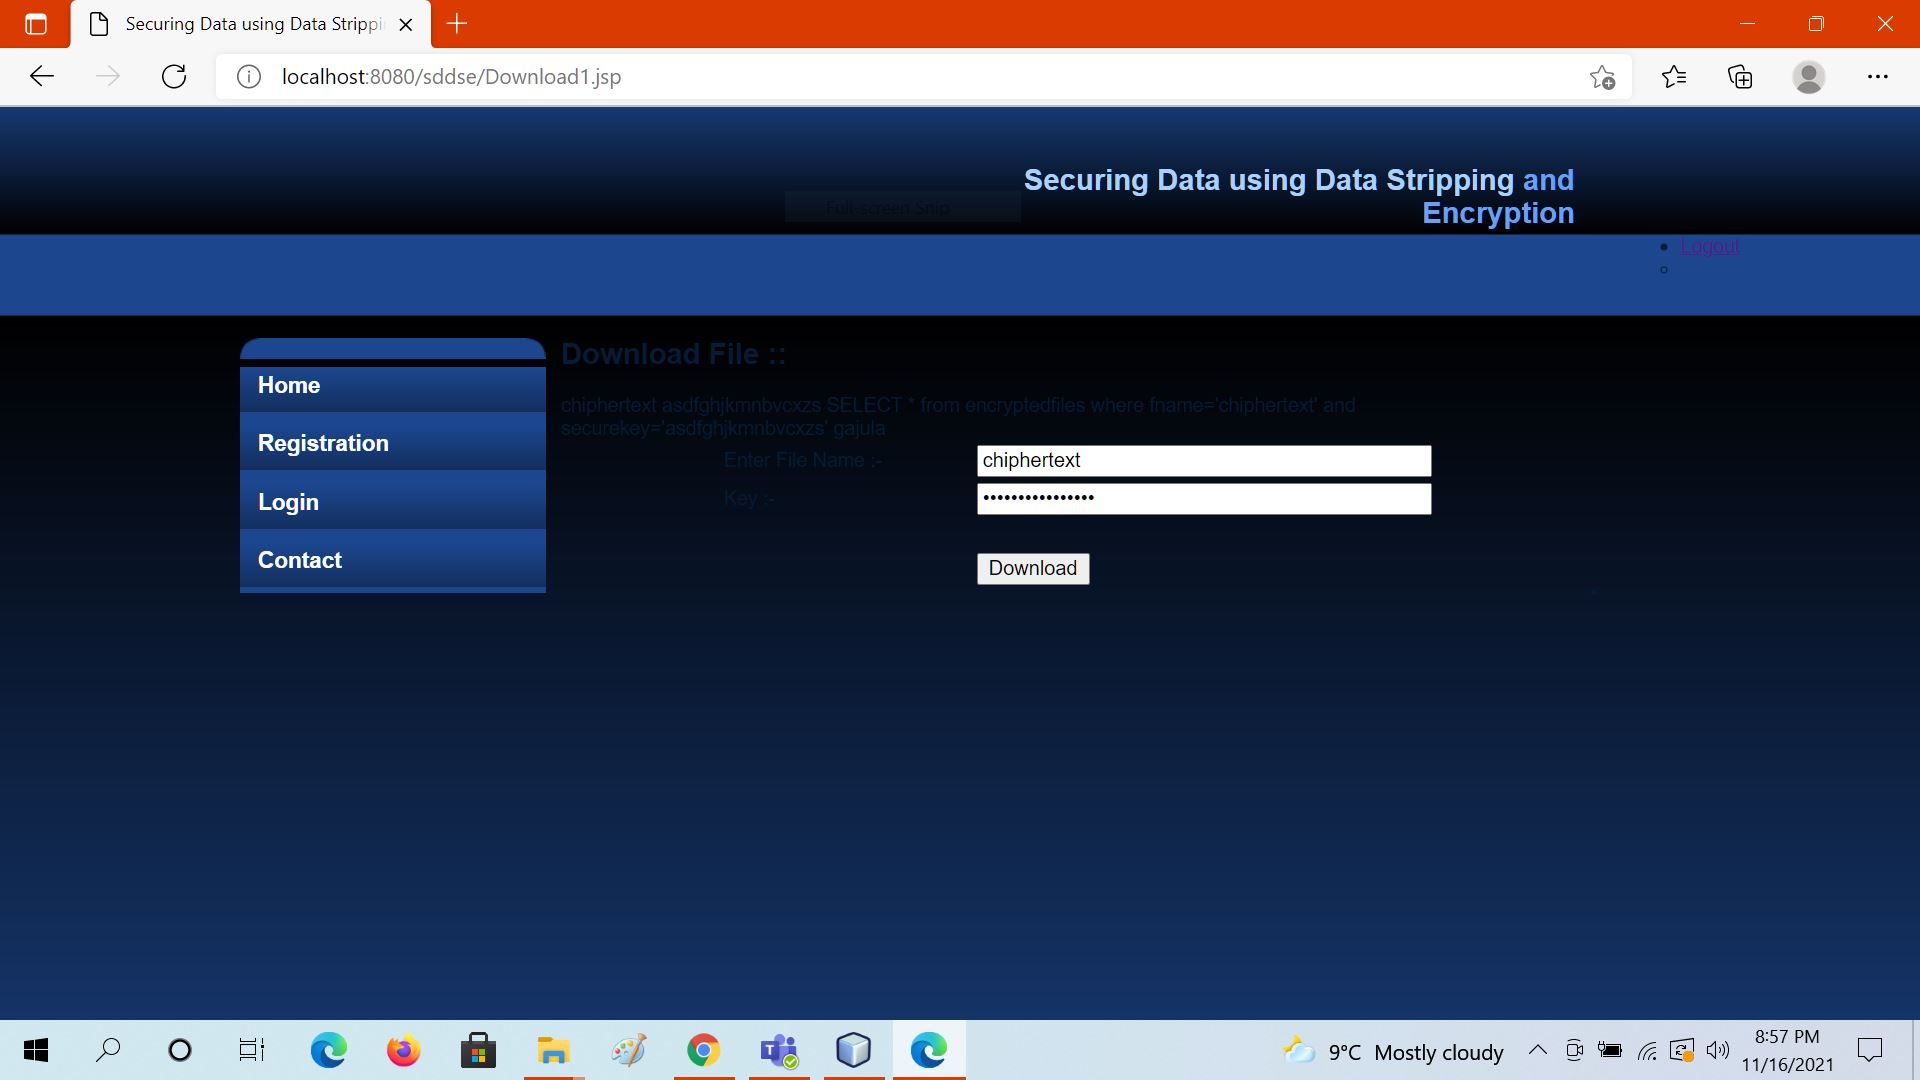 Securing Data using Data Strippi
localhost:8080/sddse/Download1.jsp
Securing Data using Data Stripping and
Encryption
Full-screen Snip
Logout
Home
Registration
Login
Contact
Download File ::
chiphertext asdfghjkmnbvcxzs SELECT * from encryptedfiles where fname='chiphertext' and
securekey='asdfghjkmnbvcxzs' gajula
Enter File Name :- chiphertext
Key :- ••••••••••••••••
Download
9°C Mostly cloudy
8:57 PM
11/16/2021